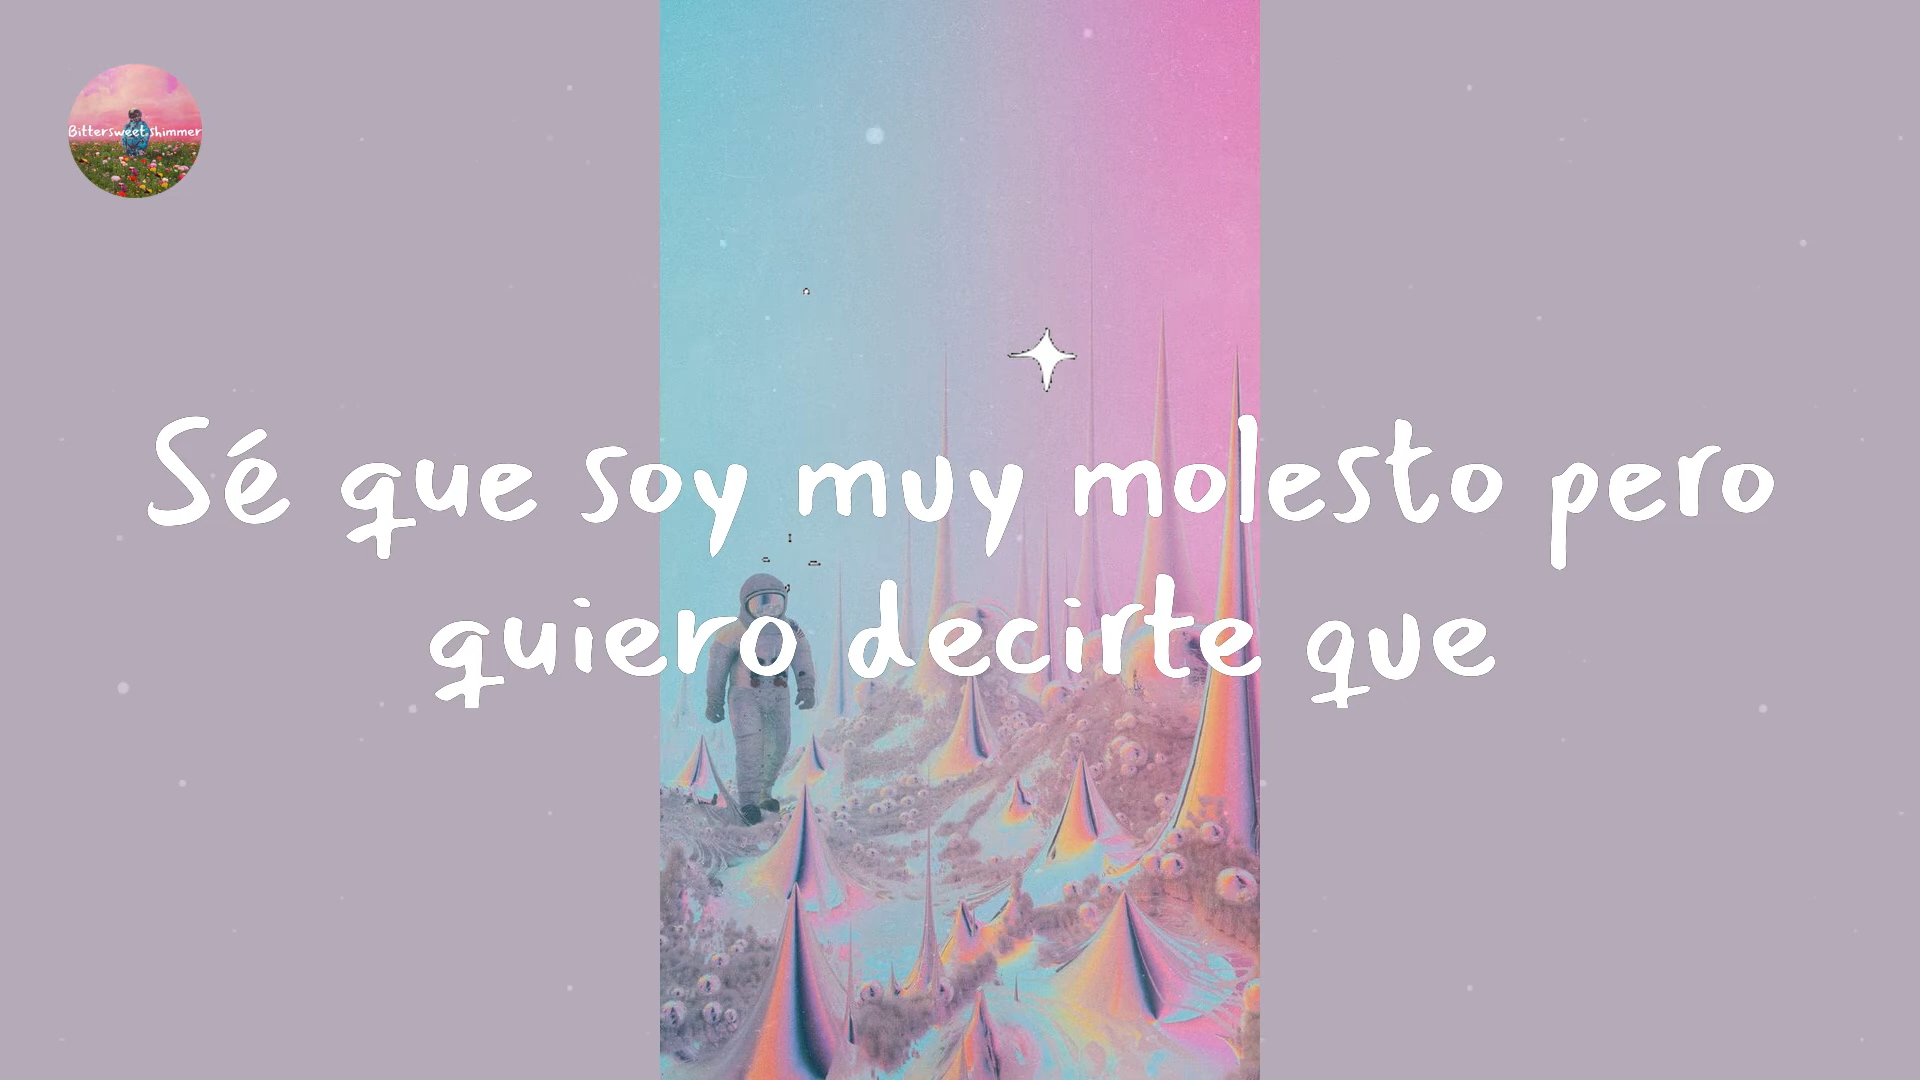 Bittersweet shimmer
Sé que soy muy molesto pero
quiero decirte que